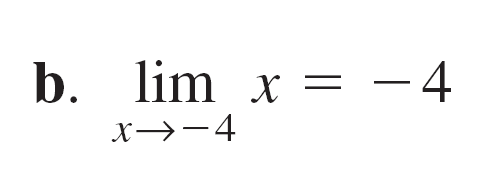 b. lim x = −4
x→−4